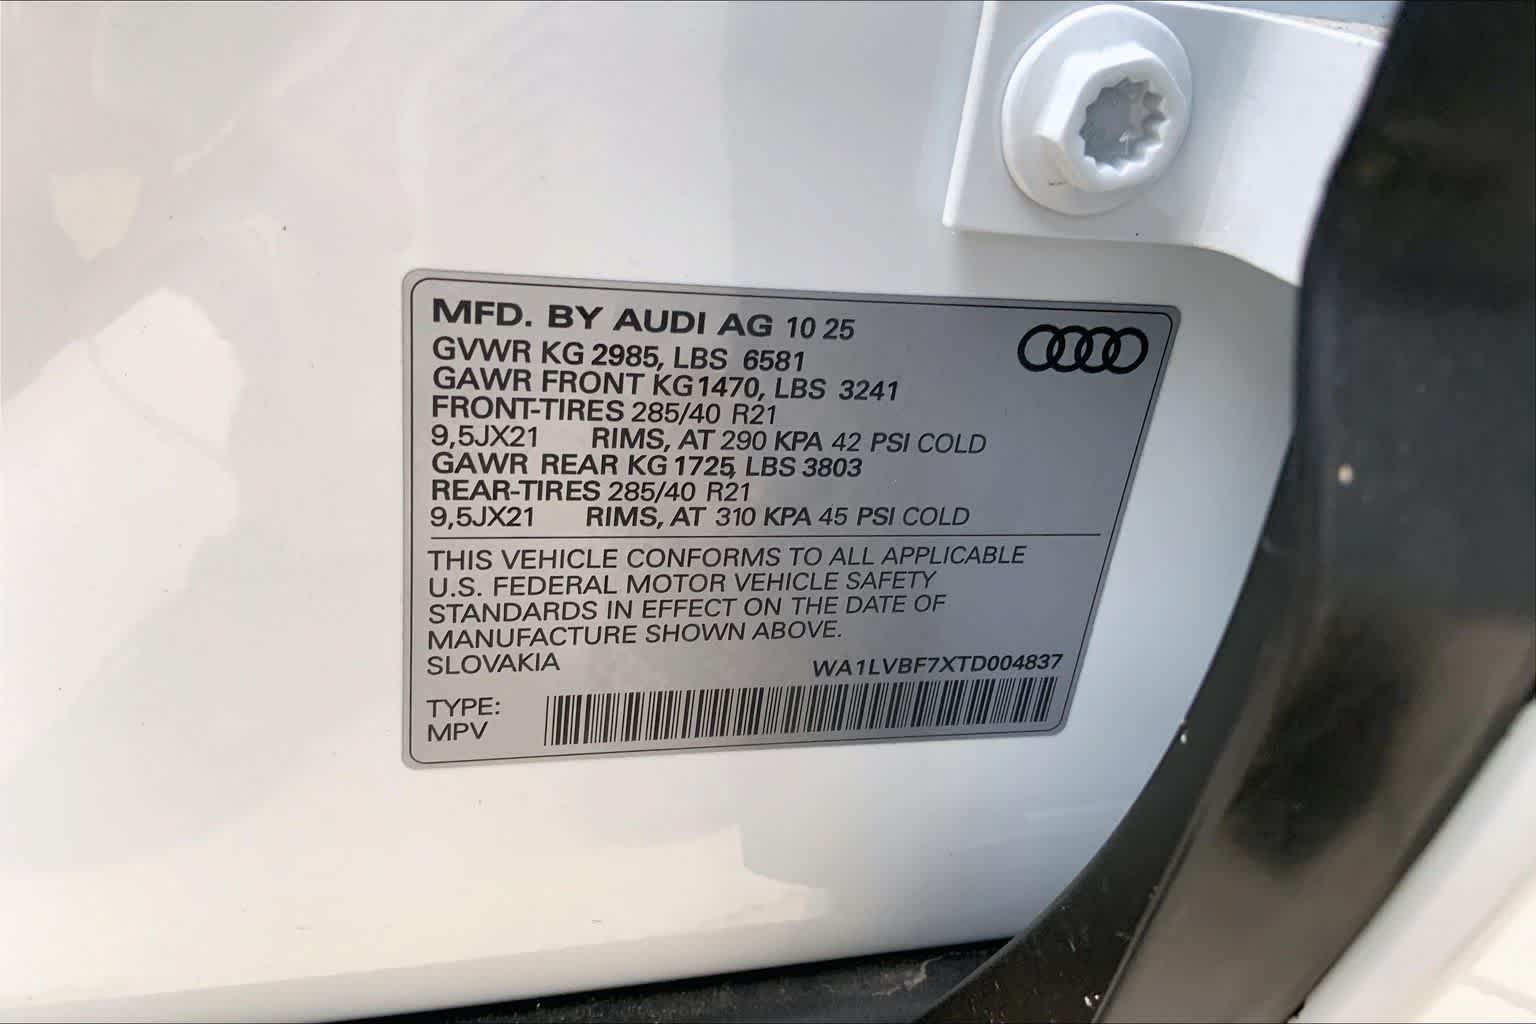 MFD. BY AUDI AG 10 25
GVWR KG 2985, LBS 6581
GAWR FRONT KG 1470, LBS 3241
FRONT-TIRES 285/40 R21
9,5JX21 RIMS, AT 290 KPA 42 PSI COLD
GAWR REAR KG 1725, LBS 3803
REAR-TIRES 285/40 R21
9,5JX21 RIMS, AT 310 KPA 45 PSI COLD
THIS VEHICLE CONFORMS TO ALL APPLICABLE
U.S. FEDERAL MOTOR VEHICLE SAFETY
STANDARDS IN EFFECT ON THE DATE OF
MANUFACTURE SHOWN ABOVE.
SLOVAKIA WA1LVBF7XTD004837
TYPE:
MPV